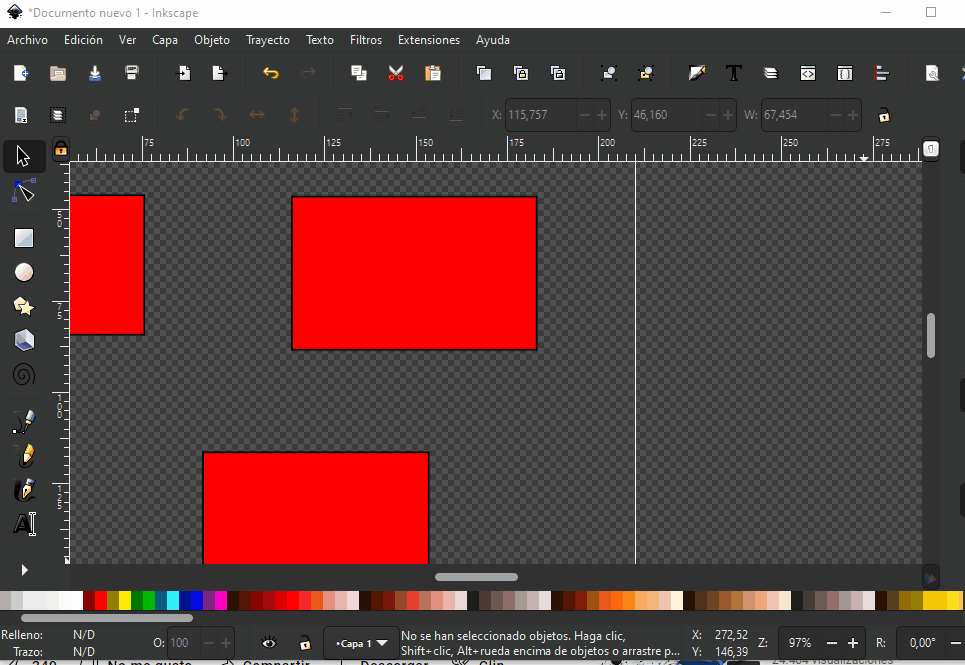 *Documento nuevo 1 - Inkscape
Archivo Edición Ver Capa Objeto Trayecto Texto Filtros Extensiones Ayuda
X: 115,757 Y: 46,160 W: 67,454
75 100 125 150 175 200 225 250 275
50
75
100
125
Relleno: N/D O: 100 •Capa 1 No se han seleccionado objetos. Haga clic, X: 272,52 Z: 97% R: 0,00°
Trazo: N/D Shift+clic, Alt+rueda encima de objetos o arrastre p... Y: 146,39